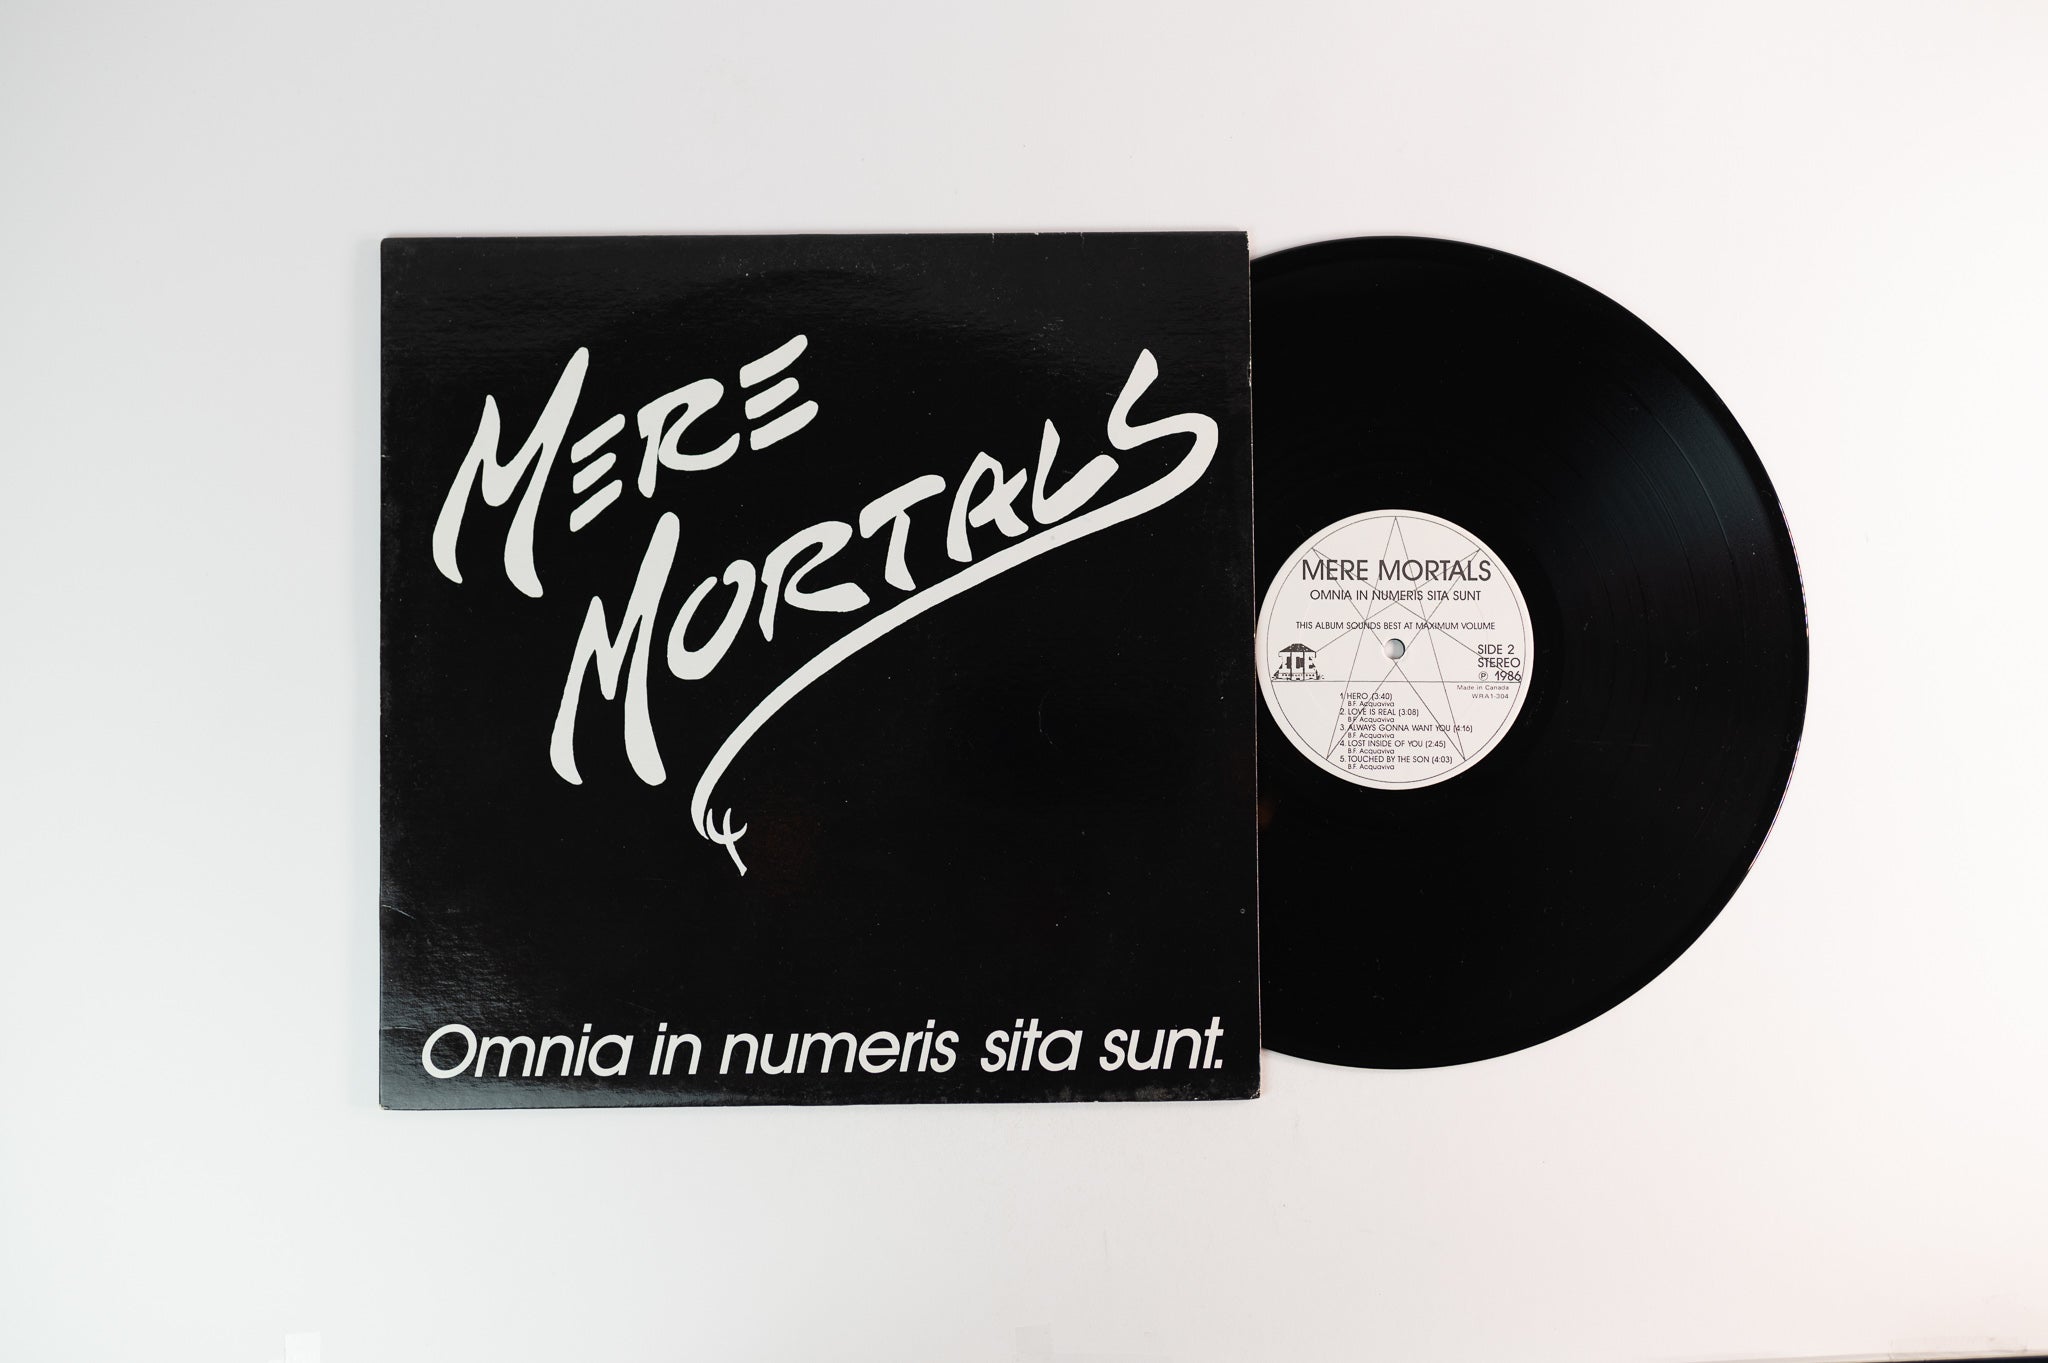 MERE
MORTALS
Omnia in numeris sita sunt.
MERE MORTALS
OMNIA IN NUMERIS SITA SUNT
THIS ALBUM SOUNDS BEST AT MAXIMUM VOLUME
ICE
SIDE 2
STEREO
℗ 1986
Made in Canada
WRA1-304
1. HERO (3:40)
B.F. Acquaviva
2. LOVE IS REAL (3:08)
B.F. Acquaviva
3. ALWAYS GONNA WANT YOU (4:16)
B.F. Acquaviva
4. LOST INSIDE OF YOU (2:45)
B.F. Acquaviva
5. TOUCHED BY THE SON (4:03)
B.F. Acquaviva